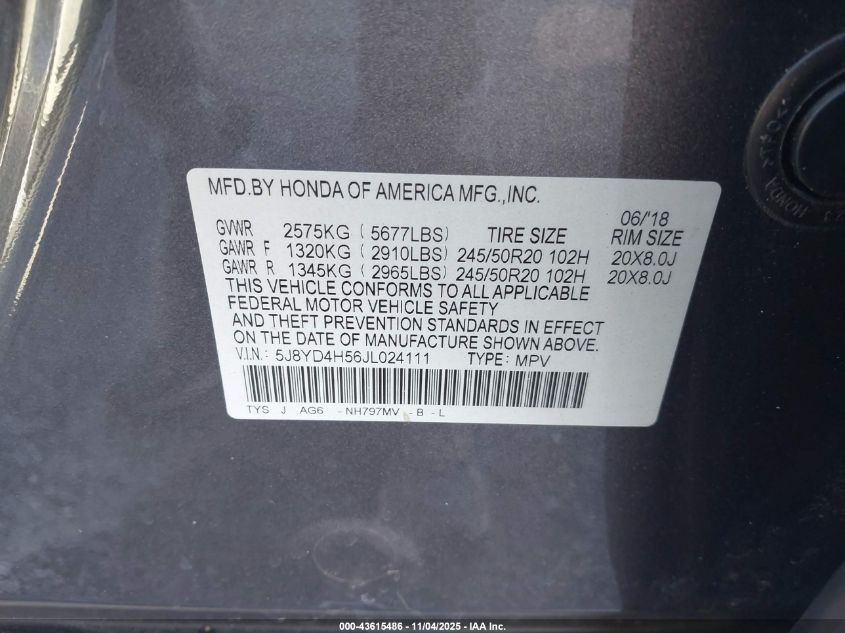 MFD.BY HONDA OF AMERICA MFG.,INC.
06/'18
GVWR 2575KG ( 5677LBS) TIRE SIZE RIM SIZE
GAWR F 1320KG ( 2910LBS) 245/50R20 102H 20X8.0J
GAWR R 1345KG ( 2965LBS) 245/50R20 102H 20X8.0J
THIS VEHICLE CONFORMS TO ALL APPLICABLE
FEDERAL MOTOR VEHICLE SAFETY
AND THEFT PREVENTION STANDARDS IN EFFECT
ON THE DATE OF MANUFACTURE SHOWN ABOVE.
V.I.N.: 5J8YD4H56JL024111 TYPE: MPV
TYS J AG6 -NH797MV -B -L
HONDA
000-43615486 - 11/04/2025 - IAA Inc.